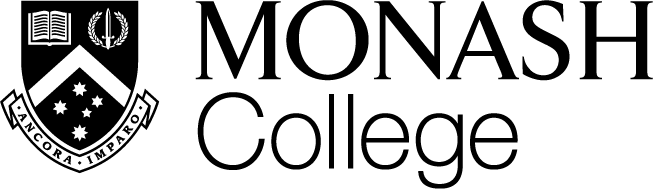 MONASH
College
· ANCORA · IMPARO ·